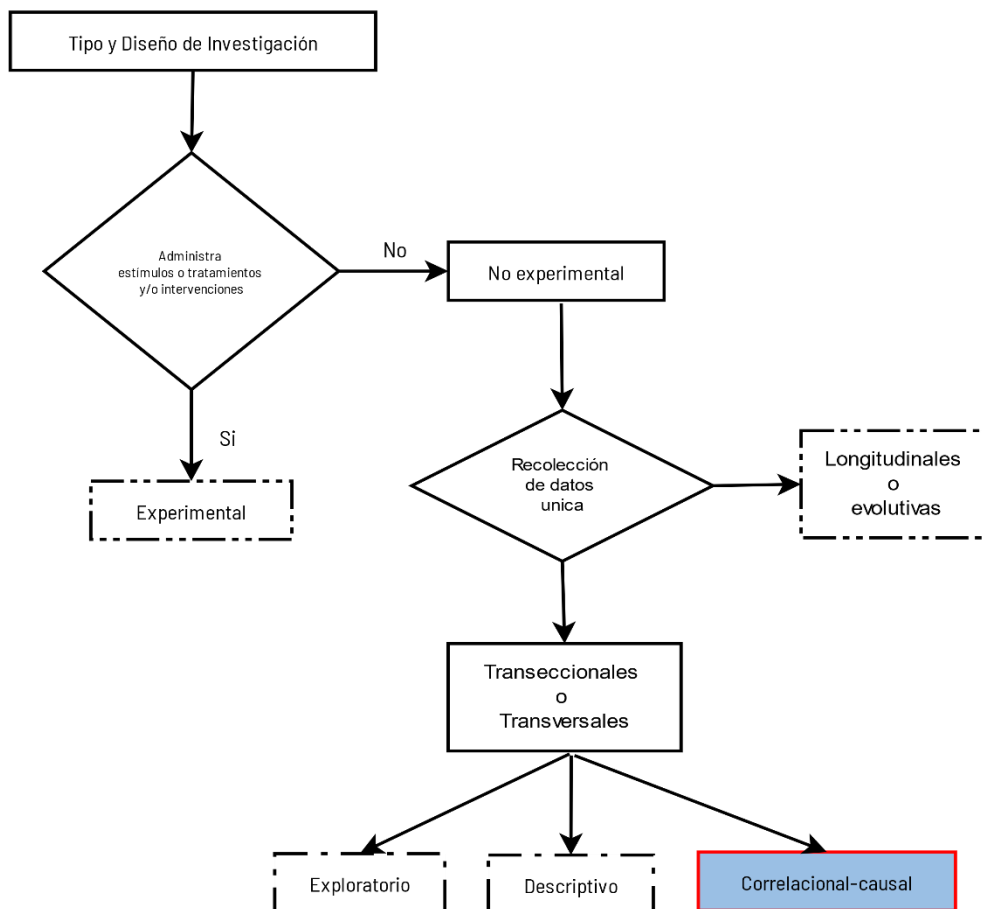 Tipo y Diseño de Investigación
Administra
estímulos o tratamientos
y/o intervenciones
No
No experimental
Si
Experimental
Recolección
de datos
unica
Longitudinales
o
evolutivas
Transeccionales
o
Transversales
Exploratorio
Descriptivo
Correlacional-causal